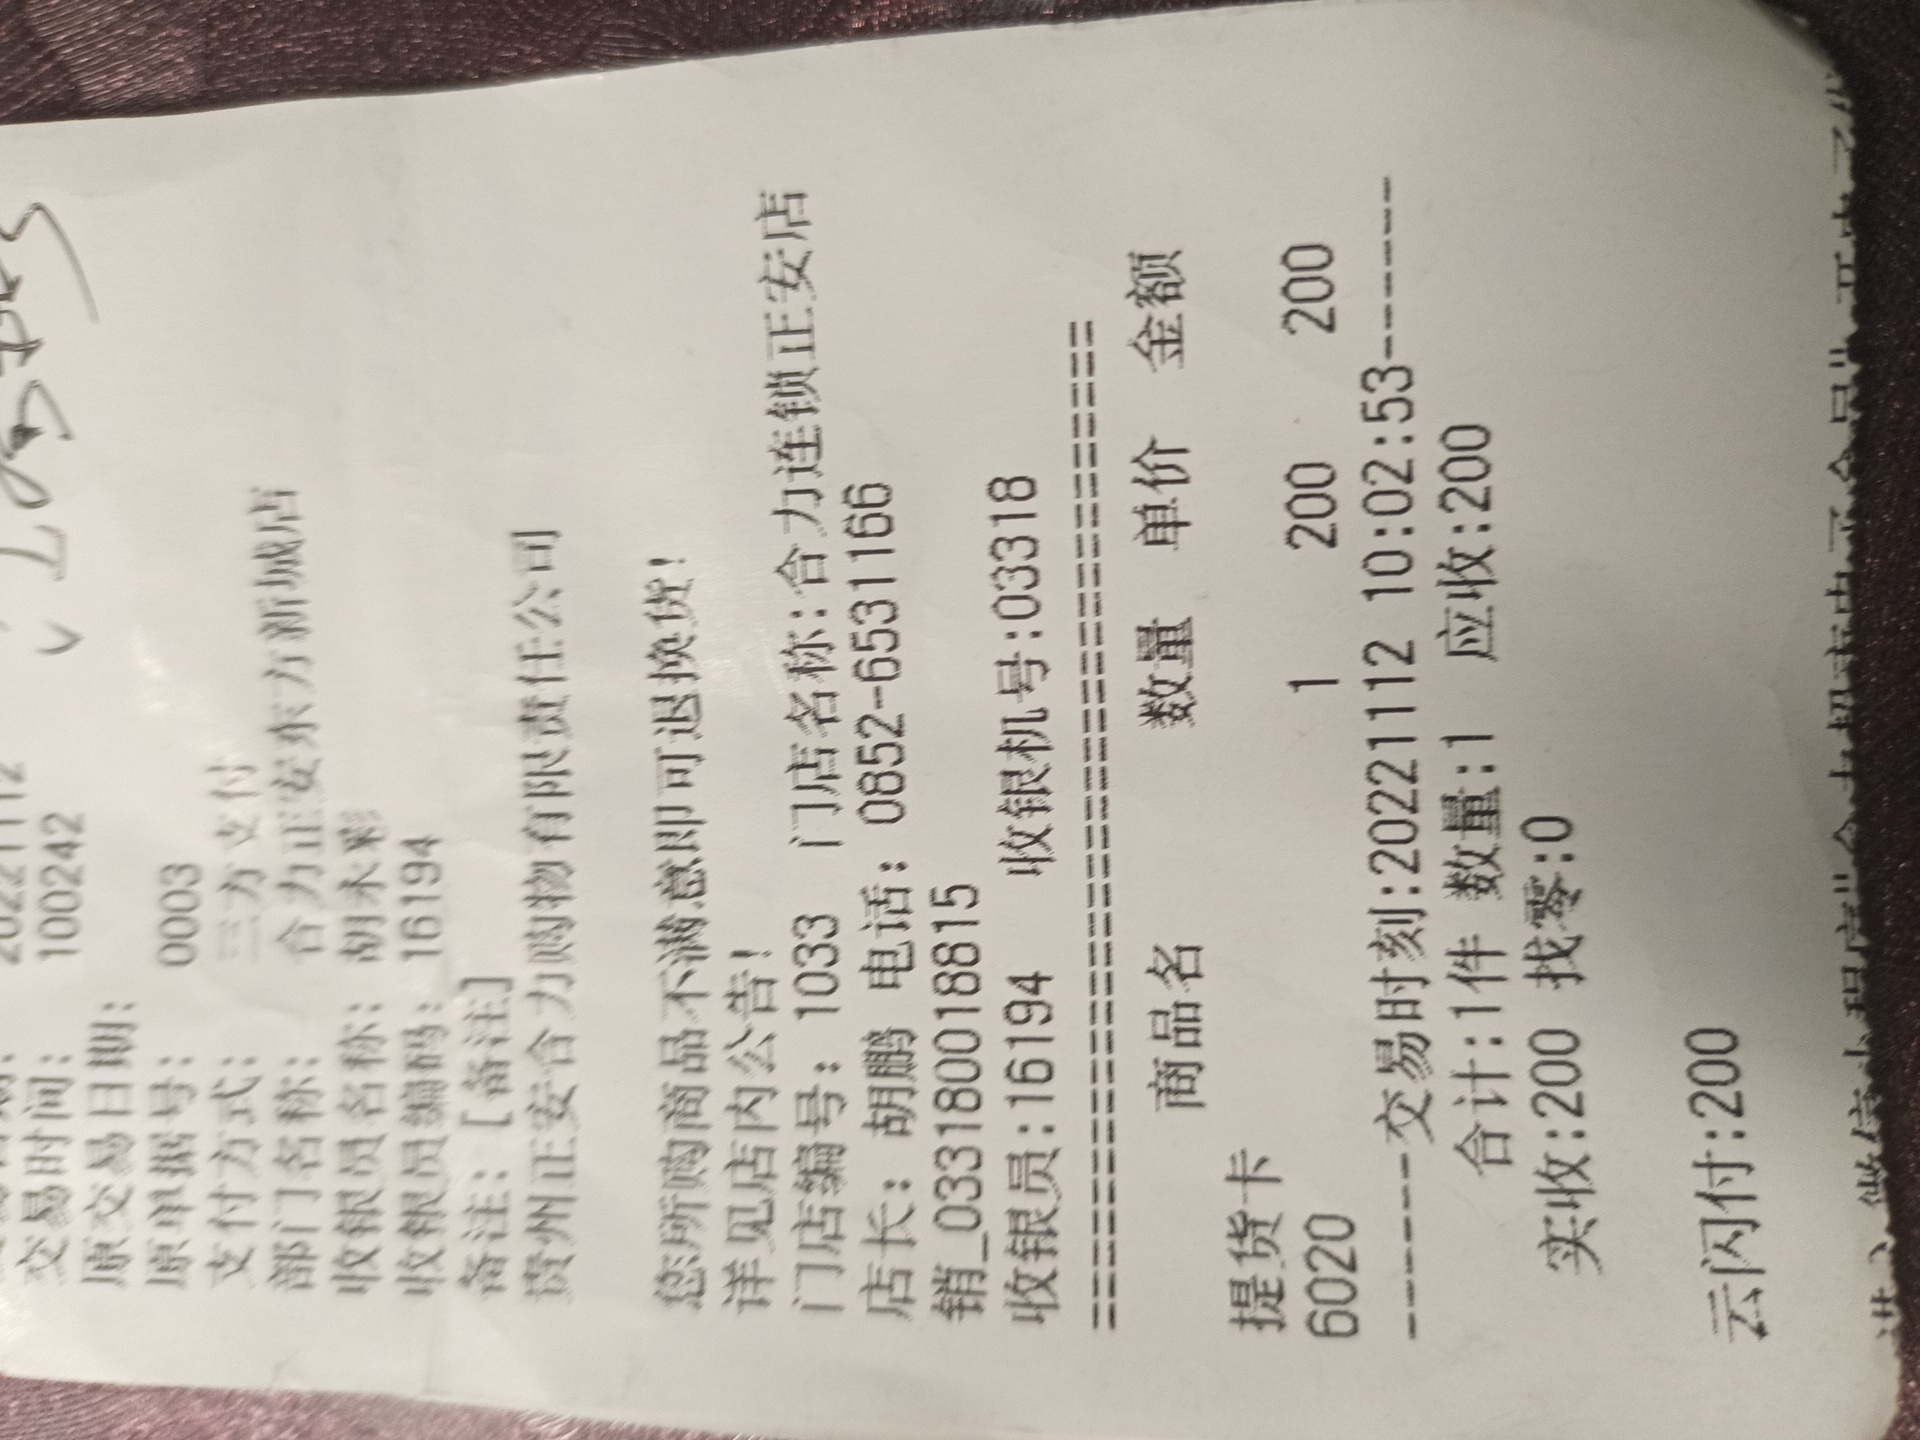 20221112
交易时间: 100242
原交易日期:
原单据号: 0003
支付方式: 三方支付
部门名称: 合力正安东方新城店
收银员名称: 胡永彩
收银员编码: 16194
备注: [备注]
贵州正安合力购物有限责任公司
您所购商品不满意即可退换货!
详见店内公告!
门店编号: 1033 门店名称:合力连锁正安店
店长: 胡鹏 电话: 0852-6531166
销_033180018815
收银员:16194 收银机号:03318
==========================================
商品名 数量 单价 金额
提货卡
6020 1 200 200
------交易时刻:20221112 10:02:53------
合计:1件 数量:1 应收:200
实收:200 找零:0
云闪付:200